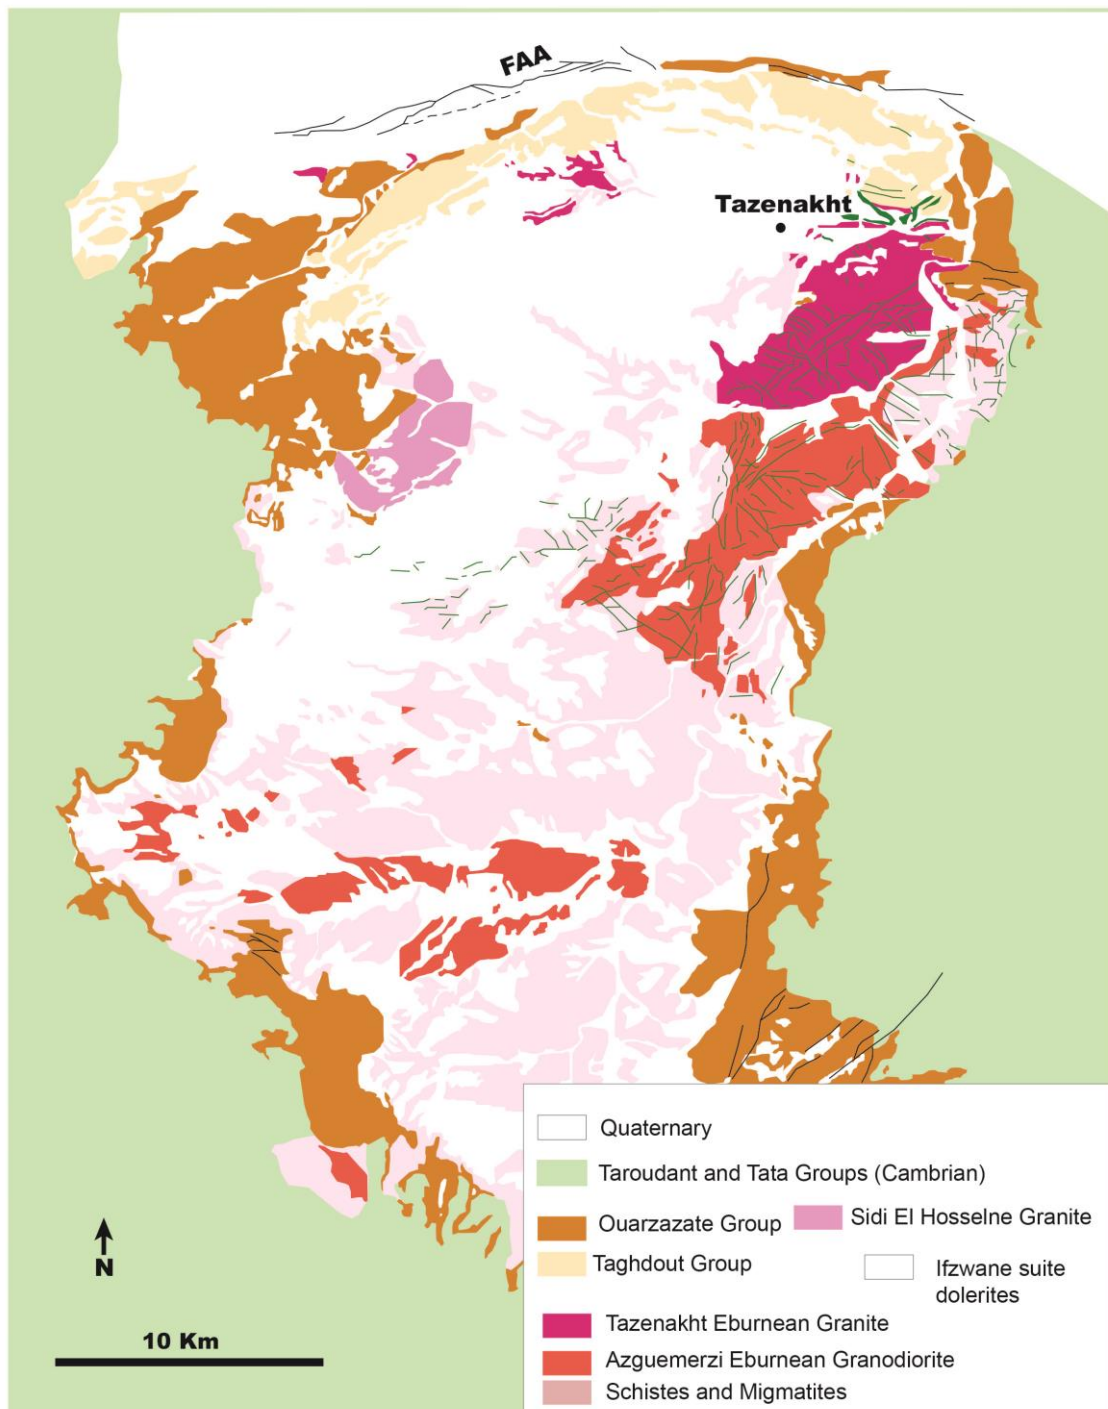 FAA
Tazenakht
Quaternary
Taroudant and Tata Groups (Cambrian)
Ouarzazate Group
Sidi El Hosselne Granite
Taghdout Group
Ifzwane suite
dolerites
Tazenakht Eburnean Granite
Azguemerzi Eburnean Granodiorite
Schistes and Migmatites
N
10 Km